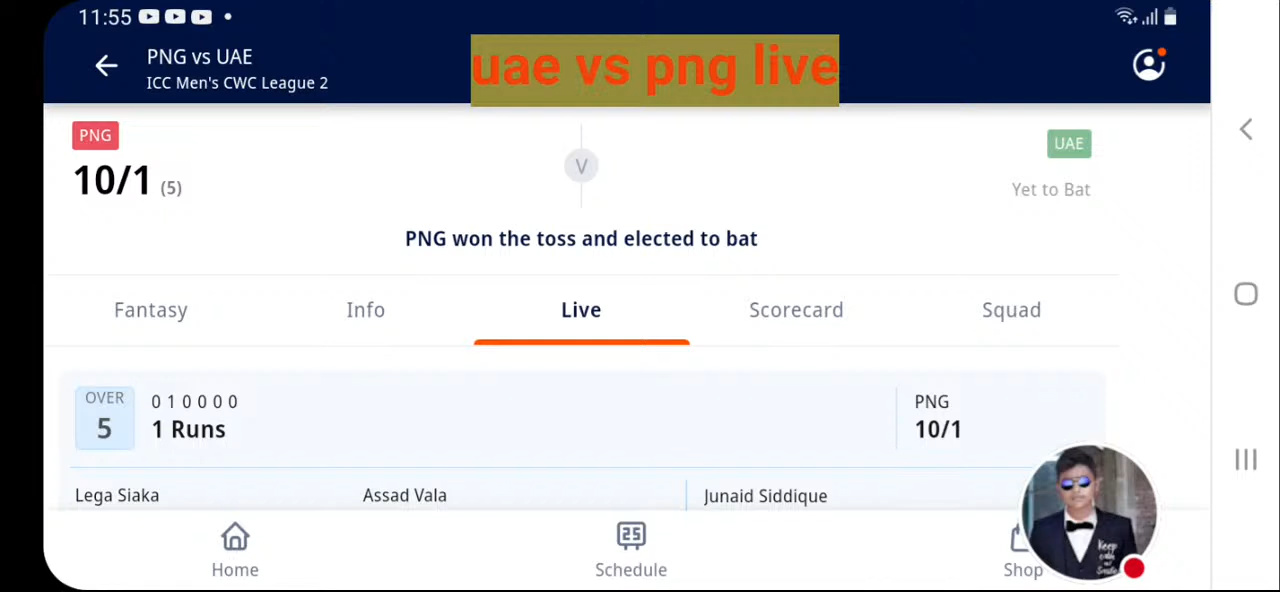 11:55
PNG vs UAE
ICC Men's CWC League 2
uae vs png live
PNG
10/1 (5)
V
UAE
Yet to Bat
PNG won the toss and elected to bat
Fantasy Info Live Scorecard Squad
OVER
5
0 1 0 0 0 0
1 Runs
PNG
10/1
Lega Siaka Assad Vala Junaid Siddique
25
Home Schedule Shop
Keep